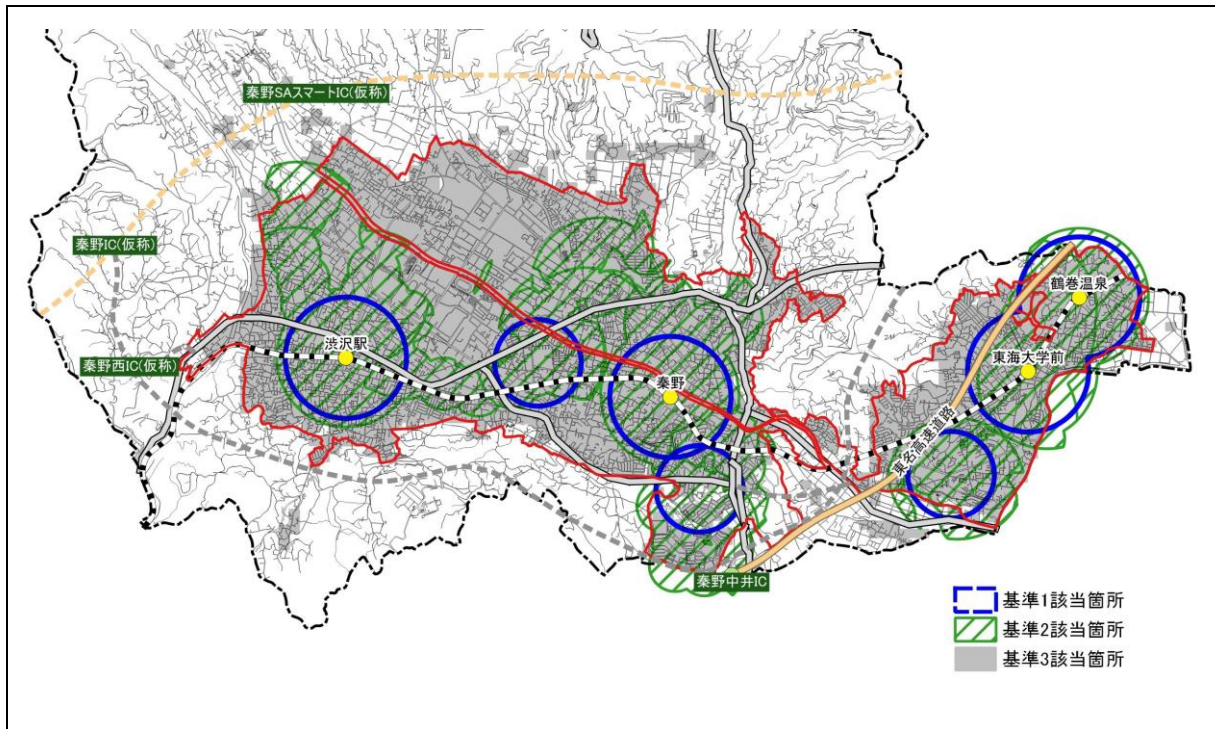 秦野SAスマートIC(仮称)
秦野IC(仮称)
鶴巻温泉
渋沢駅
秦野西IC(仮称)
東海大学前
秦野
東名高速道路
秦野中井IC
基準1該当箇所
基準2該当箇所
基準3該当箇所